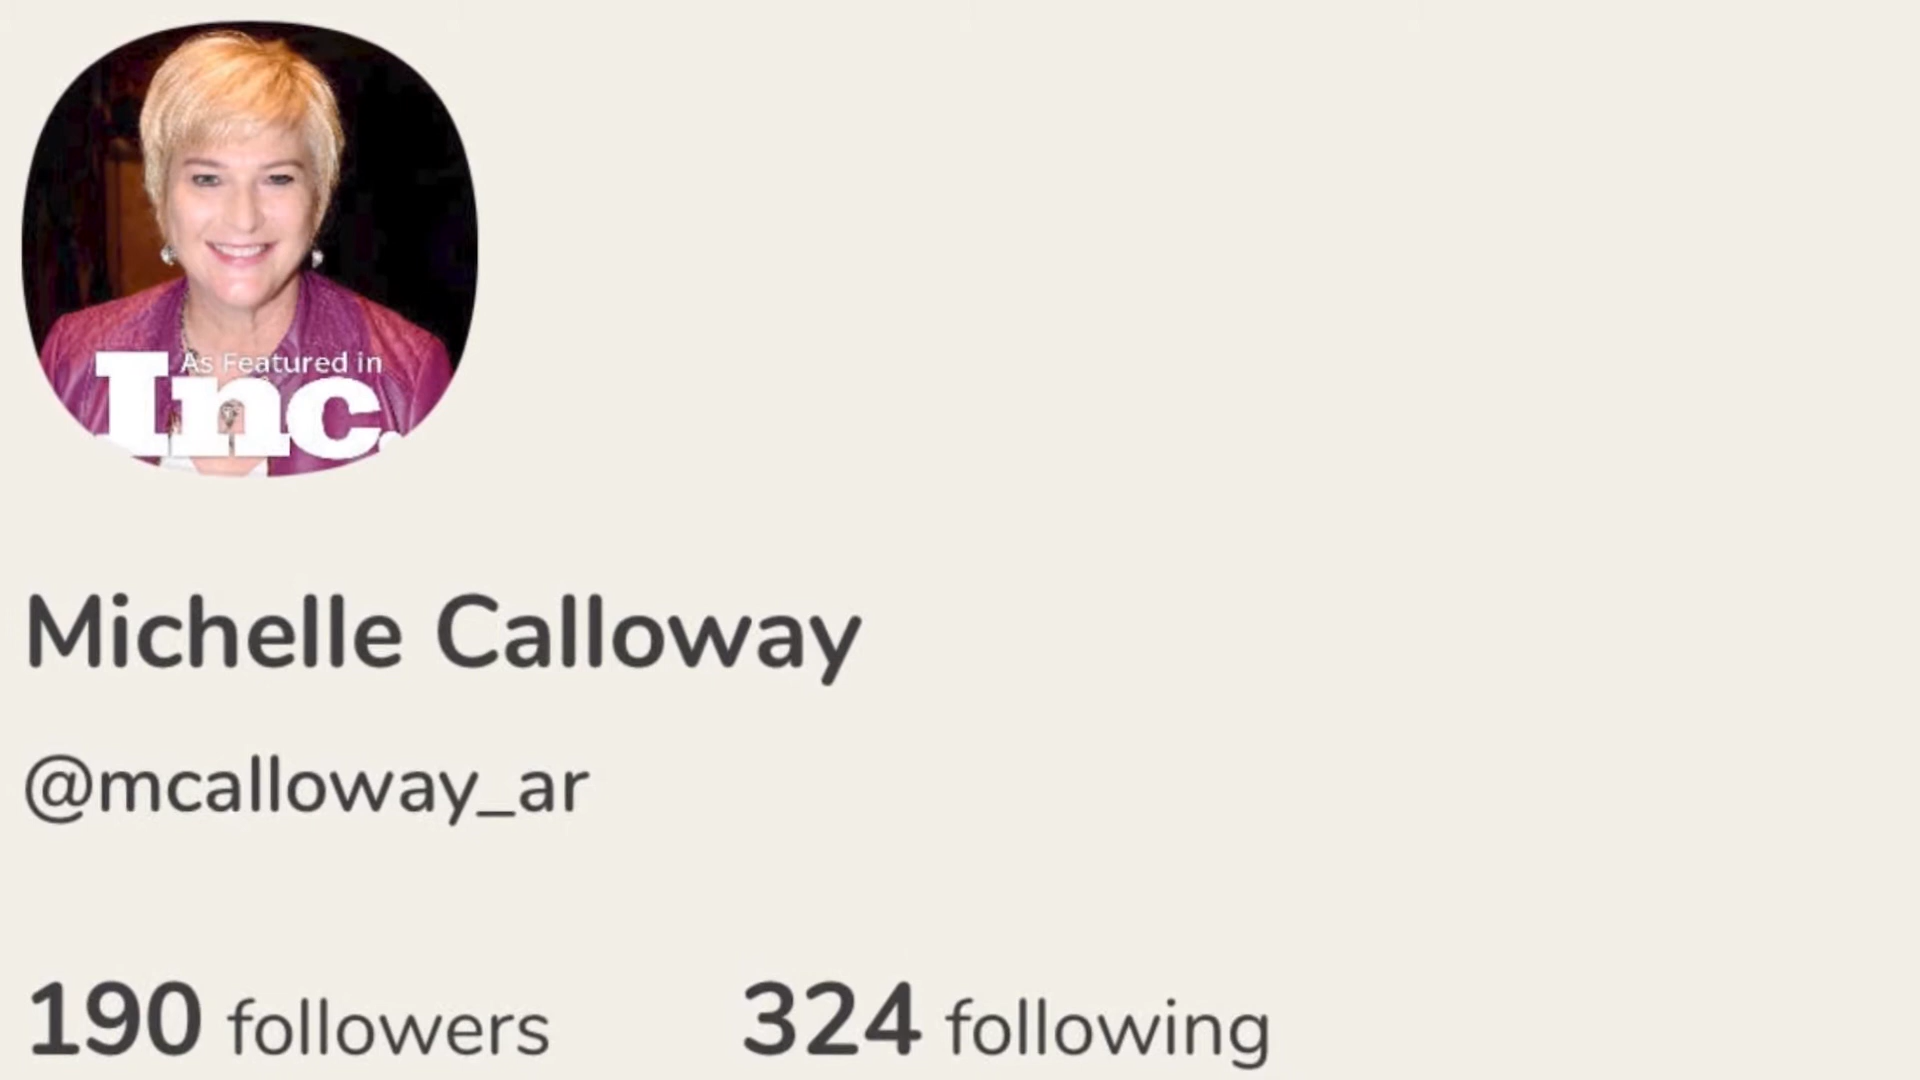 As Featured in
Inc.
Michelle Calloway
@mcalloway_ar
190 followers 324 following